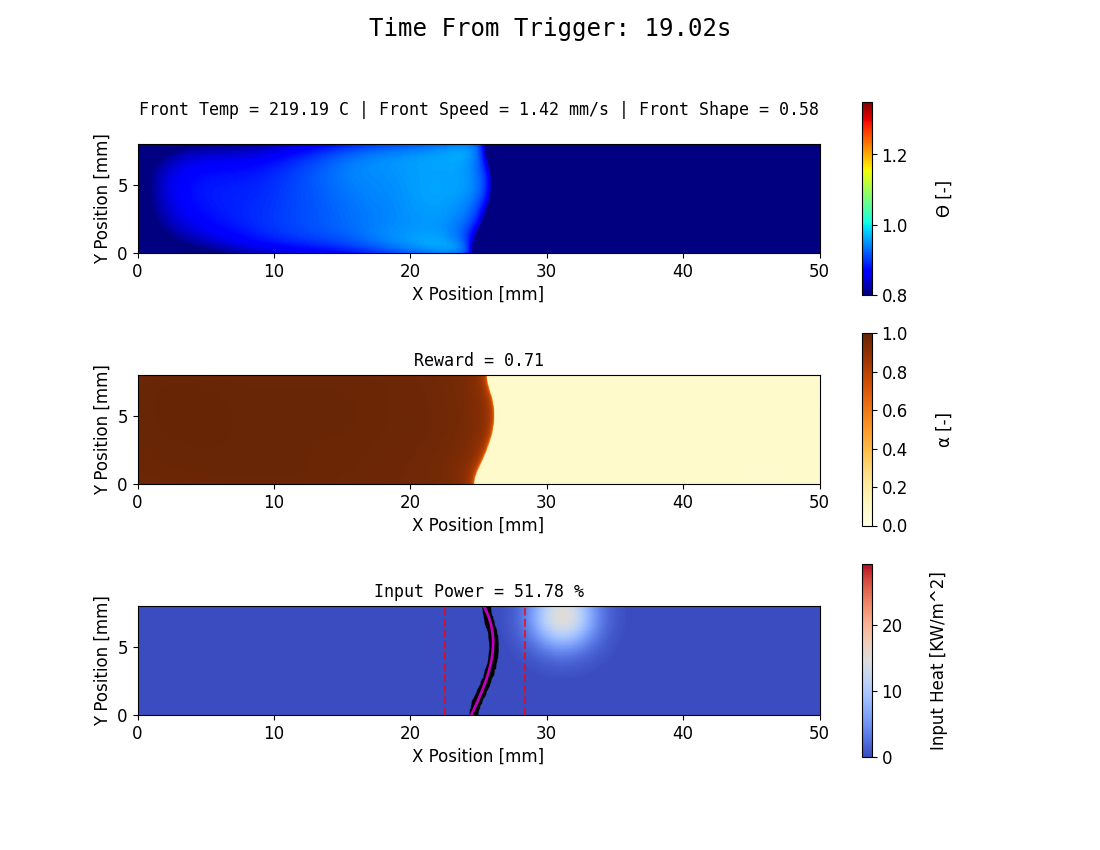 Time From Trigger: 19.02s
Front Temp = 219.19 C | Front Speed = 1.42 mm/s | Front Shape = 0.58
Y Position [mm]
5
0
0 10 20 30 40 50
X Position [mm]
1.2
1.0
0.8
Θ [-]
Reward = 0.71
Y Position [mm]
5
0
0 10 20 30 40 50
X Position [mm]
1.0
0.8
0.6
0.4
0.2
0.0
α [-]
Input Power = 51.78 %
Y Position [mm]
5
0
0 10 20 30 40 50
X Position [mm]
20
10
0
Input Heat [KW/m^2]